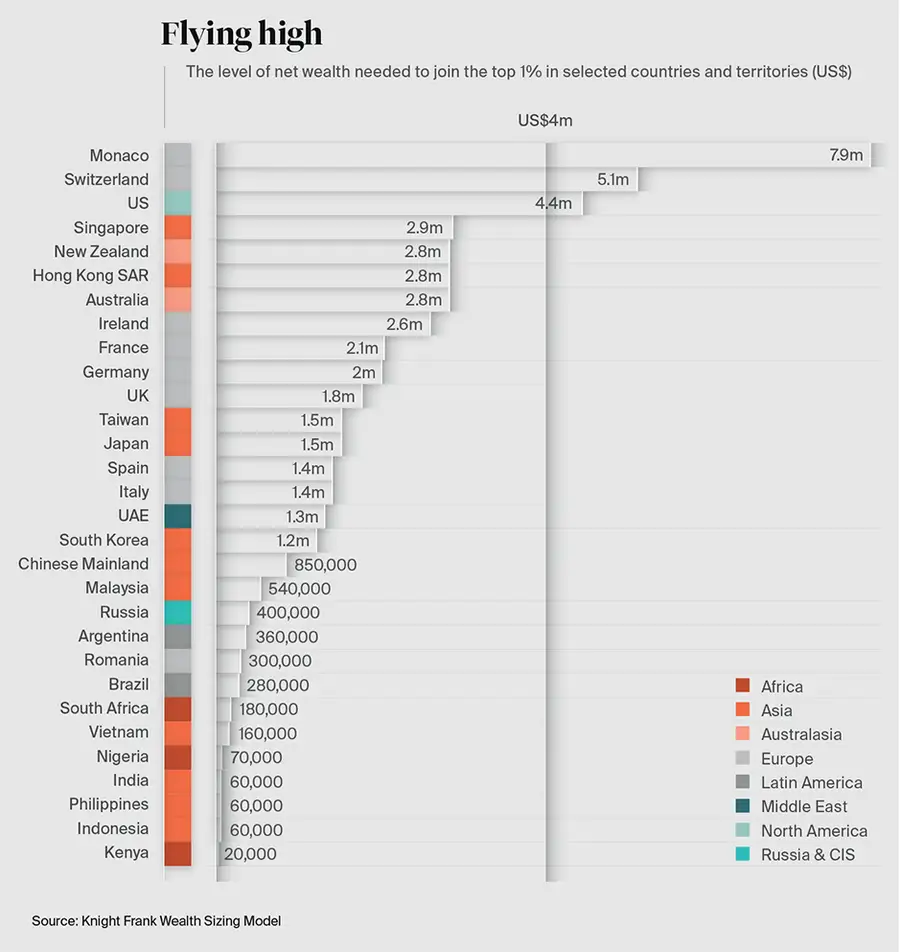 Flying high
The level of net wealth needed to join the top 1% in selected countries and territories (US$)
US$4m
Monaco 7.9m
Switzerland 5.1m
US 4.4m
Singapore 2.9m
New Zealand 2.8m
Hong Kong SAR 2.8m
Australia 2.8m
Ireland 2.6m
France 2.1m
Germany 2m
UK 1.8m
Taiwan 1.5m
Japan 1.5m
Spain 1.4m
Italy 1.4m
UAE 1.3m
South Korea 1.2m
Chinese Mainland 850,000
Malaysia 540,000
Russia 400,000
Argentina 360,000
Romania 300,000
Brazil 280,000
South Africa 180,000
Vietnam 160,000
Nigeria 70,000
India 60,000
Philippines 60,000
Indonesia 60,000
Kenya 20,000
Africa
Asia
Australasia
Europe
Latin America
Middle East
North America
Russia & CIS
Source: Knight Frank Wealth Sizing Model